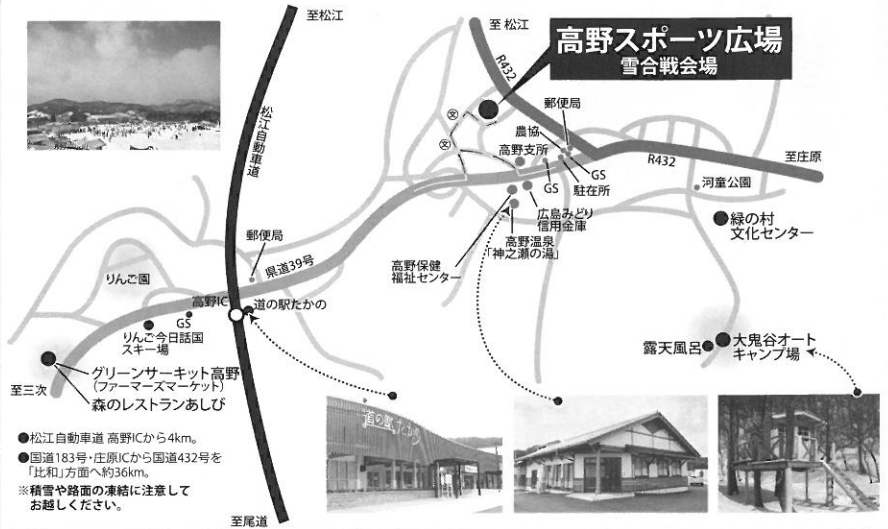 至松江
松江自動車道
至 松江
R432
高野スポーツ広場
雪合戦会場
文
文
郵便局
農協
高野支所
GS
GS
駐在所
R432
至庄原
河童公園
緑の村
文化センター
広島みどり
信用金庫
高野温泉
「神之瀬の湯」
高野保健
福祉センター
郵便局
県道39号
りんご園
高野IC
道の駅たかの
GS
りんご今日話国
スキー場
グリーンサーキット高野
(ファーマーズマーケット)
森のレストランあしび
至三次
露天風呂
大鬼谷オート
キャンプ場
道の駅たかの
●松江自動車道 高野ICから4km。
●国道183号・庄原ICから国道432号を
「比和」方面へ約36km。
※積雪や路面の凍結に注意して
お越しください。
至尾道